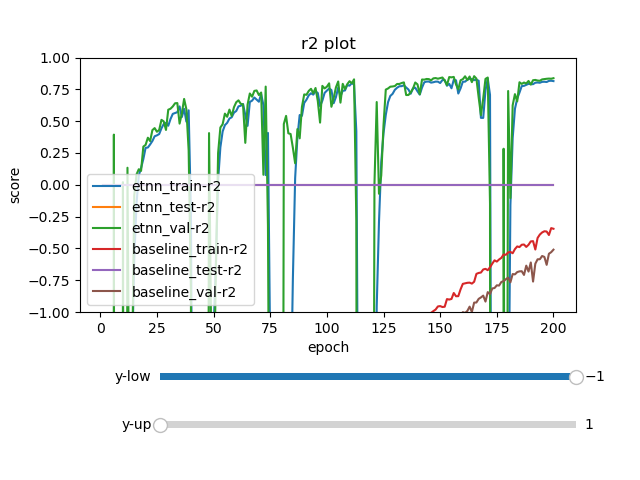 r2 plot
1.00
0.75
0.50
0.25
0.00
−0.25
−0.50
−0.75
−1.00
score
etnn_train-r2
etnn_test-r2
etnn_val-r2
baseline_train-r2
baseline_test-r2
baseline_val-r2
0 25 50 75 100 125 150 175 200
epoch
y-low −1
y-up 1